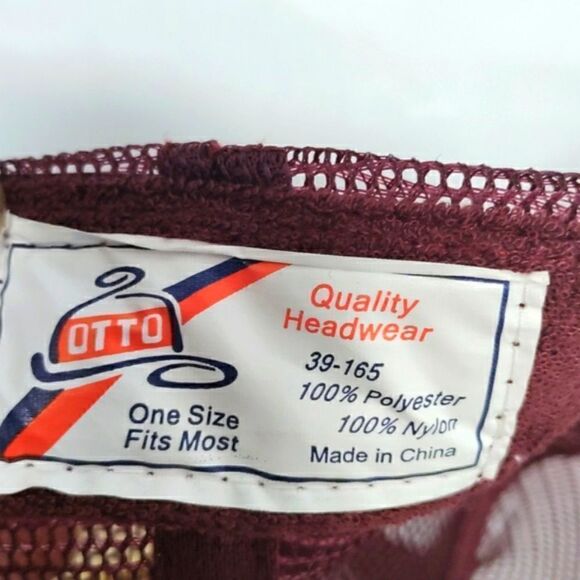 OTTO
One Size
Fits Most
Quality
Headwear
39-165
100% Polyester
100% Nylon
Made in China